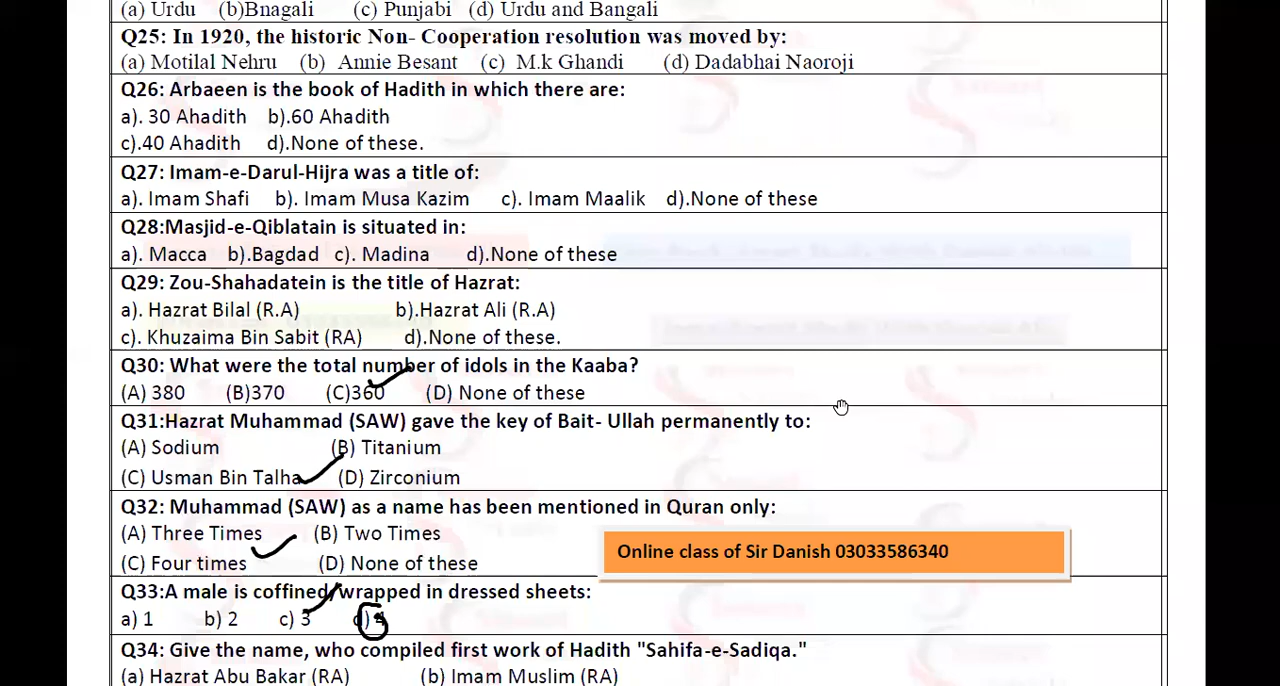 (a) Urdu (b)Bnagali (c) Punjabi (d) Urdu and Bangali
Q25: In 1920, the historic Non- Cooperation resolution was moved by:
(a) Motilal Nehru (b) Annie Besant (c) M.k Ghandi (d) Dadabhai Naoroji
Q26: Arbaeen is the book of Hadith in which there are:
a). 30 Ahadith b).60 Ahadith
c).40 Ahadith d).None of these.
Q27: Imam-e-Darul-Hijra was a title of:
a). Imam Shafi b). Imam Musa Kazim c). Imam Maalik d).None of these
Q28:Masjid-e-Qiblatain is situated in:
a). Macca b).Bagdad c). Madina d).None of these
Q29: Zou-Shahadatein is the title of Hazrat:
a). Hazrat Bilal (R.A) b).Hazrat Ali (R.A)
c). Khuzaima Bin Sabit (RA) d).None of these.
Q30: What were the total number of idols in the Kaaba?
(A) 380 (B)370 (C)360 (D) None of these
Q31:Hazrat Muhammad (SAW) gave the key of Bait- Ullah permanently to:
(A) Sodium (B) Titanium
(C) Usman Bin Talha (D) Zirconium
Q32: Muhammad (SAW) as a name has been mentioned in Quran only:
(A) Three Times (B) Two Times
(C) Four times (D) None of these
Online class of Sir Danish 03033586340
Q33:A male is coffined/wrapped in dressed sheets:
a) 1 b) 2 c) 3 d) 4
Q34: Give the name, who compiled first work of Hadith "Sahifa-e-Sadiqa."
(a) Hazrat Abu Bakar (RA) (b) Imam Muslim (RA)